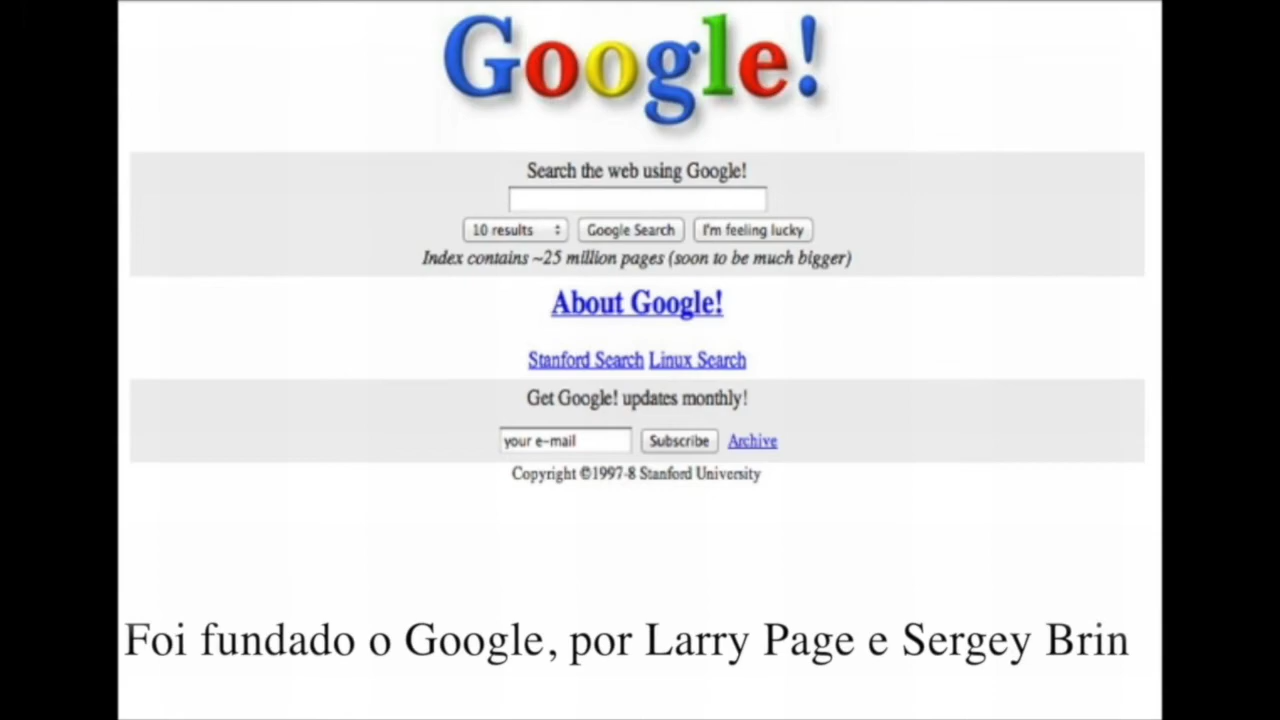 Google!
Search the web using Google!
10 results Google Search I'm feeling lucky
Index contains ~25 million pages (soon to be much bigger)
About Google!
Stanford Search Linux Search
Get Google! updates monthly!
your e-mail Subscribe Archive
Copyright ©1997-8 Stanford University
Foi fundado o Google, por Larry Page e Sergey Brin